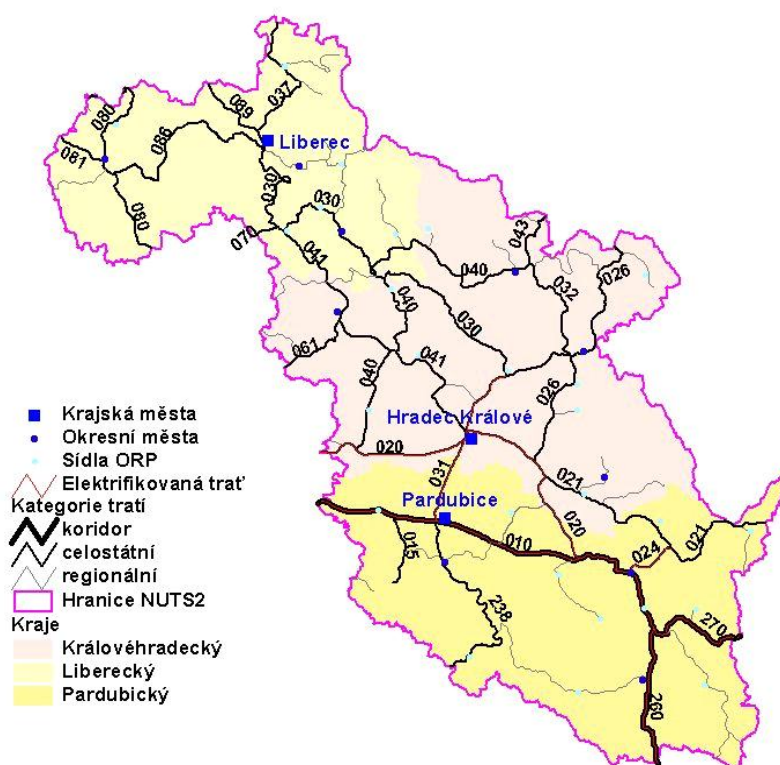 037
089
080
086
Liberec
081
030
030
080
070
043
041
040
026
032
040
030
061
041
040
026
Krajská města
Okresní města
Sídla ORP
Elektrifikovaná trať
Kategorie tratí
koridor
celostátní
regionální
Hranice NUTS2
Kraje
Královéhradecký
Liberecký
Pardubický
Hradec Králové
020
031
021
Pardubice
020
010
021
015
024
238
270
260